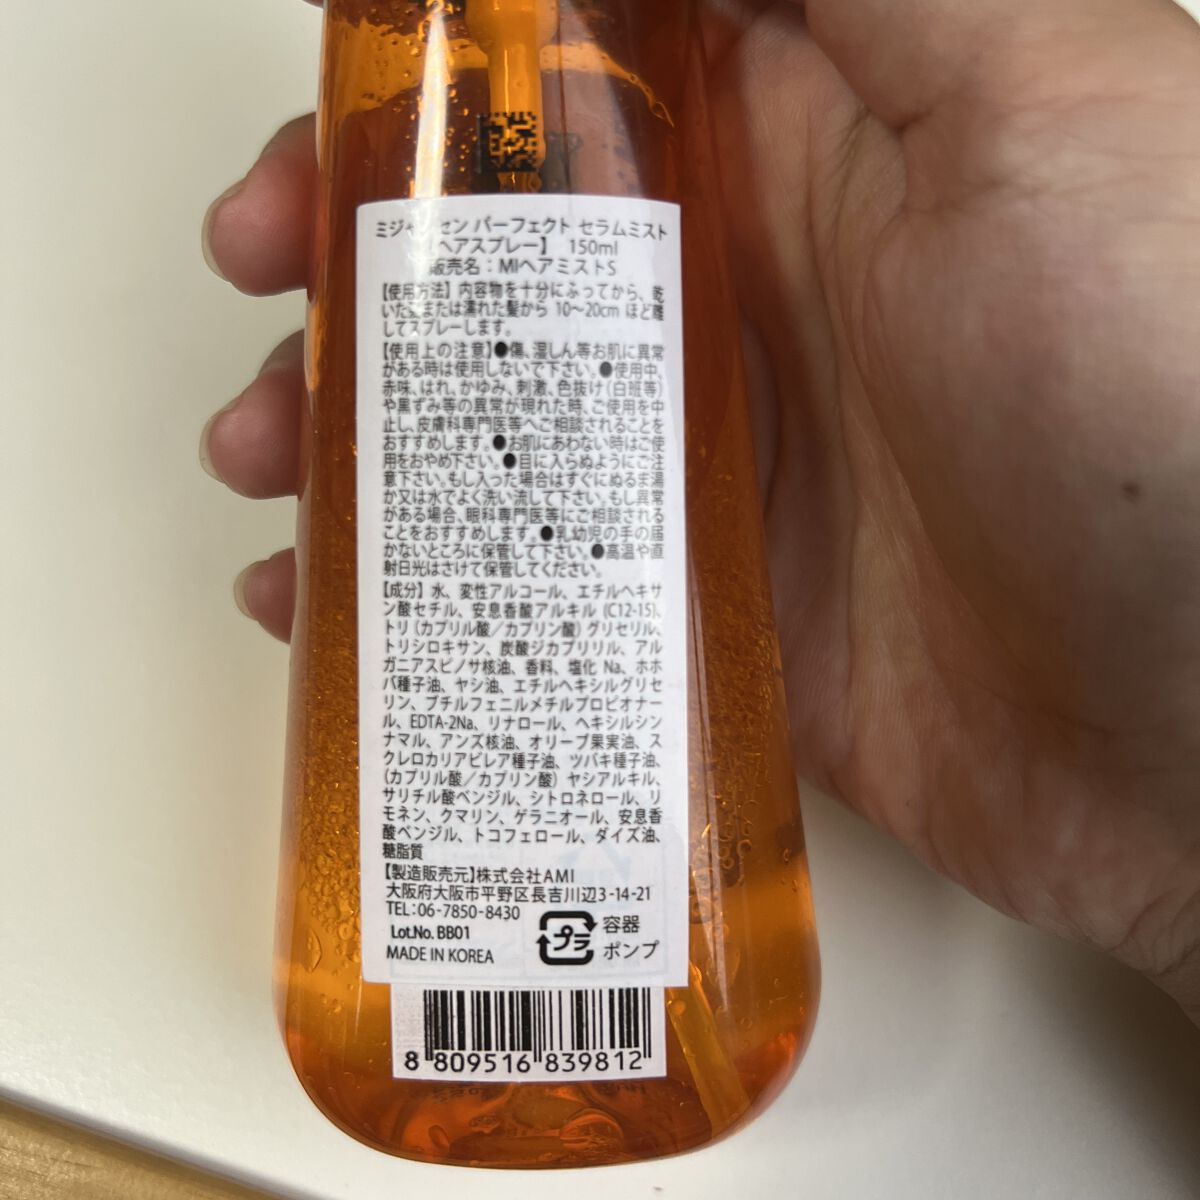 ミジャンセン パーフェクト セラムミスト
【ヘアスプレー】 150ml
販売名：MIヘアミストS
【使用方法】内容物を十分にふってから、乾
いた髪または濡れた髪から 10～20cm ほど離
してスプレーします。
【使用上の注意】●傷、湿しん等お肌に異常
がある時は使用しないで下さい。●使用中、
赤味、はれ、かゆみ、刺激、色抜け（白斑等）
や黒ずみ等の異常が現れた時、ご使用を中
止し、皮膚科専門医等へご相談されることを
おすすめします。●お肌にあわない時はご使
用をおやめ下さい。●目に入らぬようにご注
意下さい。もし入った場合はすぐにぬるま湯
か又は水でよく洗い流して下さい。もし異常
がある場合、眼科専門医等にご相談される
ことをおすすめします。●乳幼児の手の届
かないところに保管して下さい。●高温や直
射日光はさけて保管してください。
【成分】水、変性アルコール、エチルヘキサ
ン酸セチル、安息香酸アルキル (C12-15)、
トリ（カプリル酸／カプリン酸）グリセリル、
トリシロキサン、炭酸ジカプリリル、アル
ガニアスピノサ核油、香料、塩化 Na、ホホ
バ種子油、ヤシ油、エチルヘキシルグリセ
リン、ブチルフェニルメチルプロピオナー
ル、EDTA-2Na、リナロール、ヘキシルシン
ナマル、アンズ核油、オリーブ果実油、ス
クレロカリアビレア種子油、ツバキ種子油、
（カプリル酸／カプリン酸）ヤシアルキル、
サリチル酸ベンジル、シトロネロール、リ
モネン、クマリン、ゲラニオール、安息香
酸ベンジル、トコフェロール、ダイズ油、
糖脂質
【製造販売元】株式会社AMI
大阪府大阪市平野区長吉川辺3-14-21
TEL:06-7850-8430
Lot.No. BB01
MADE IN KOREA
プラ
容器
ポンプ
8 809516 839812